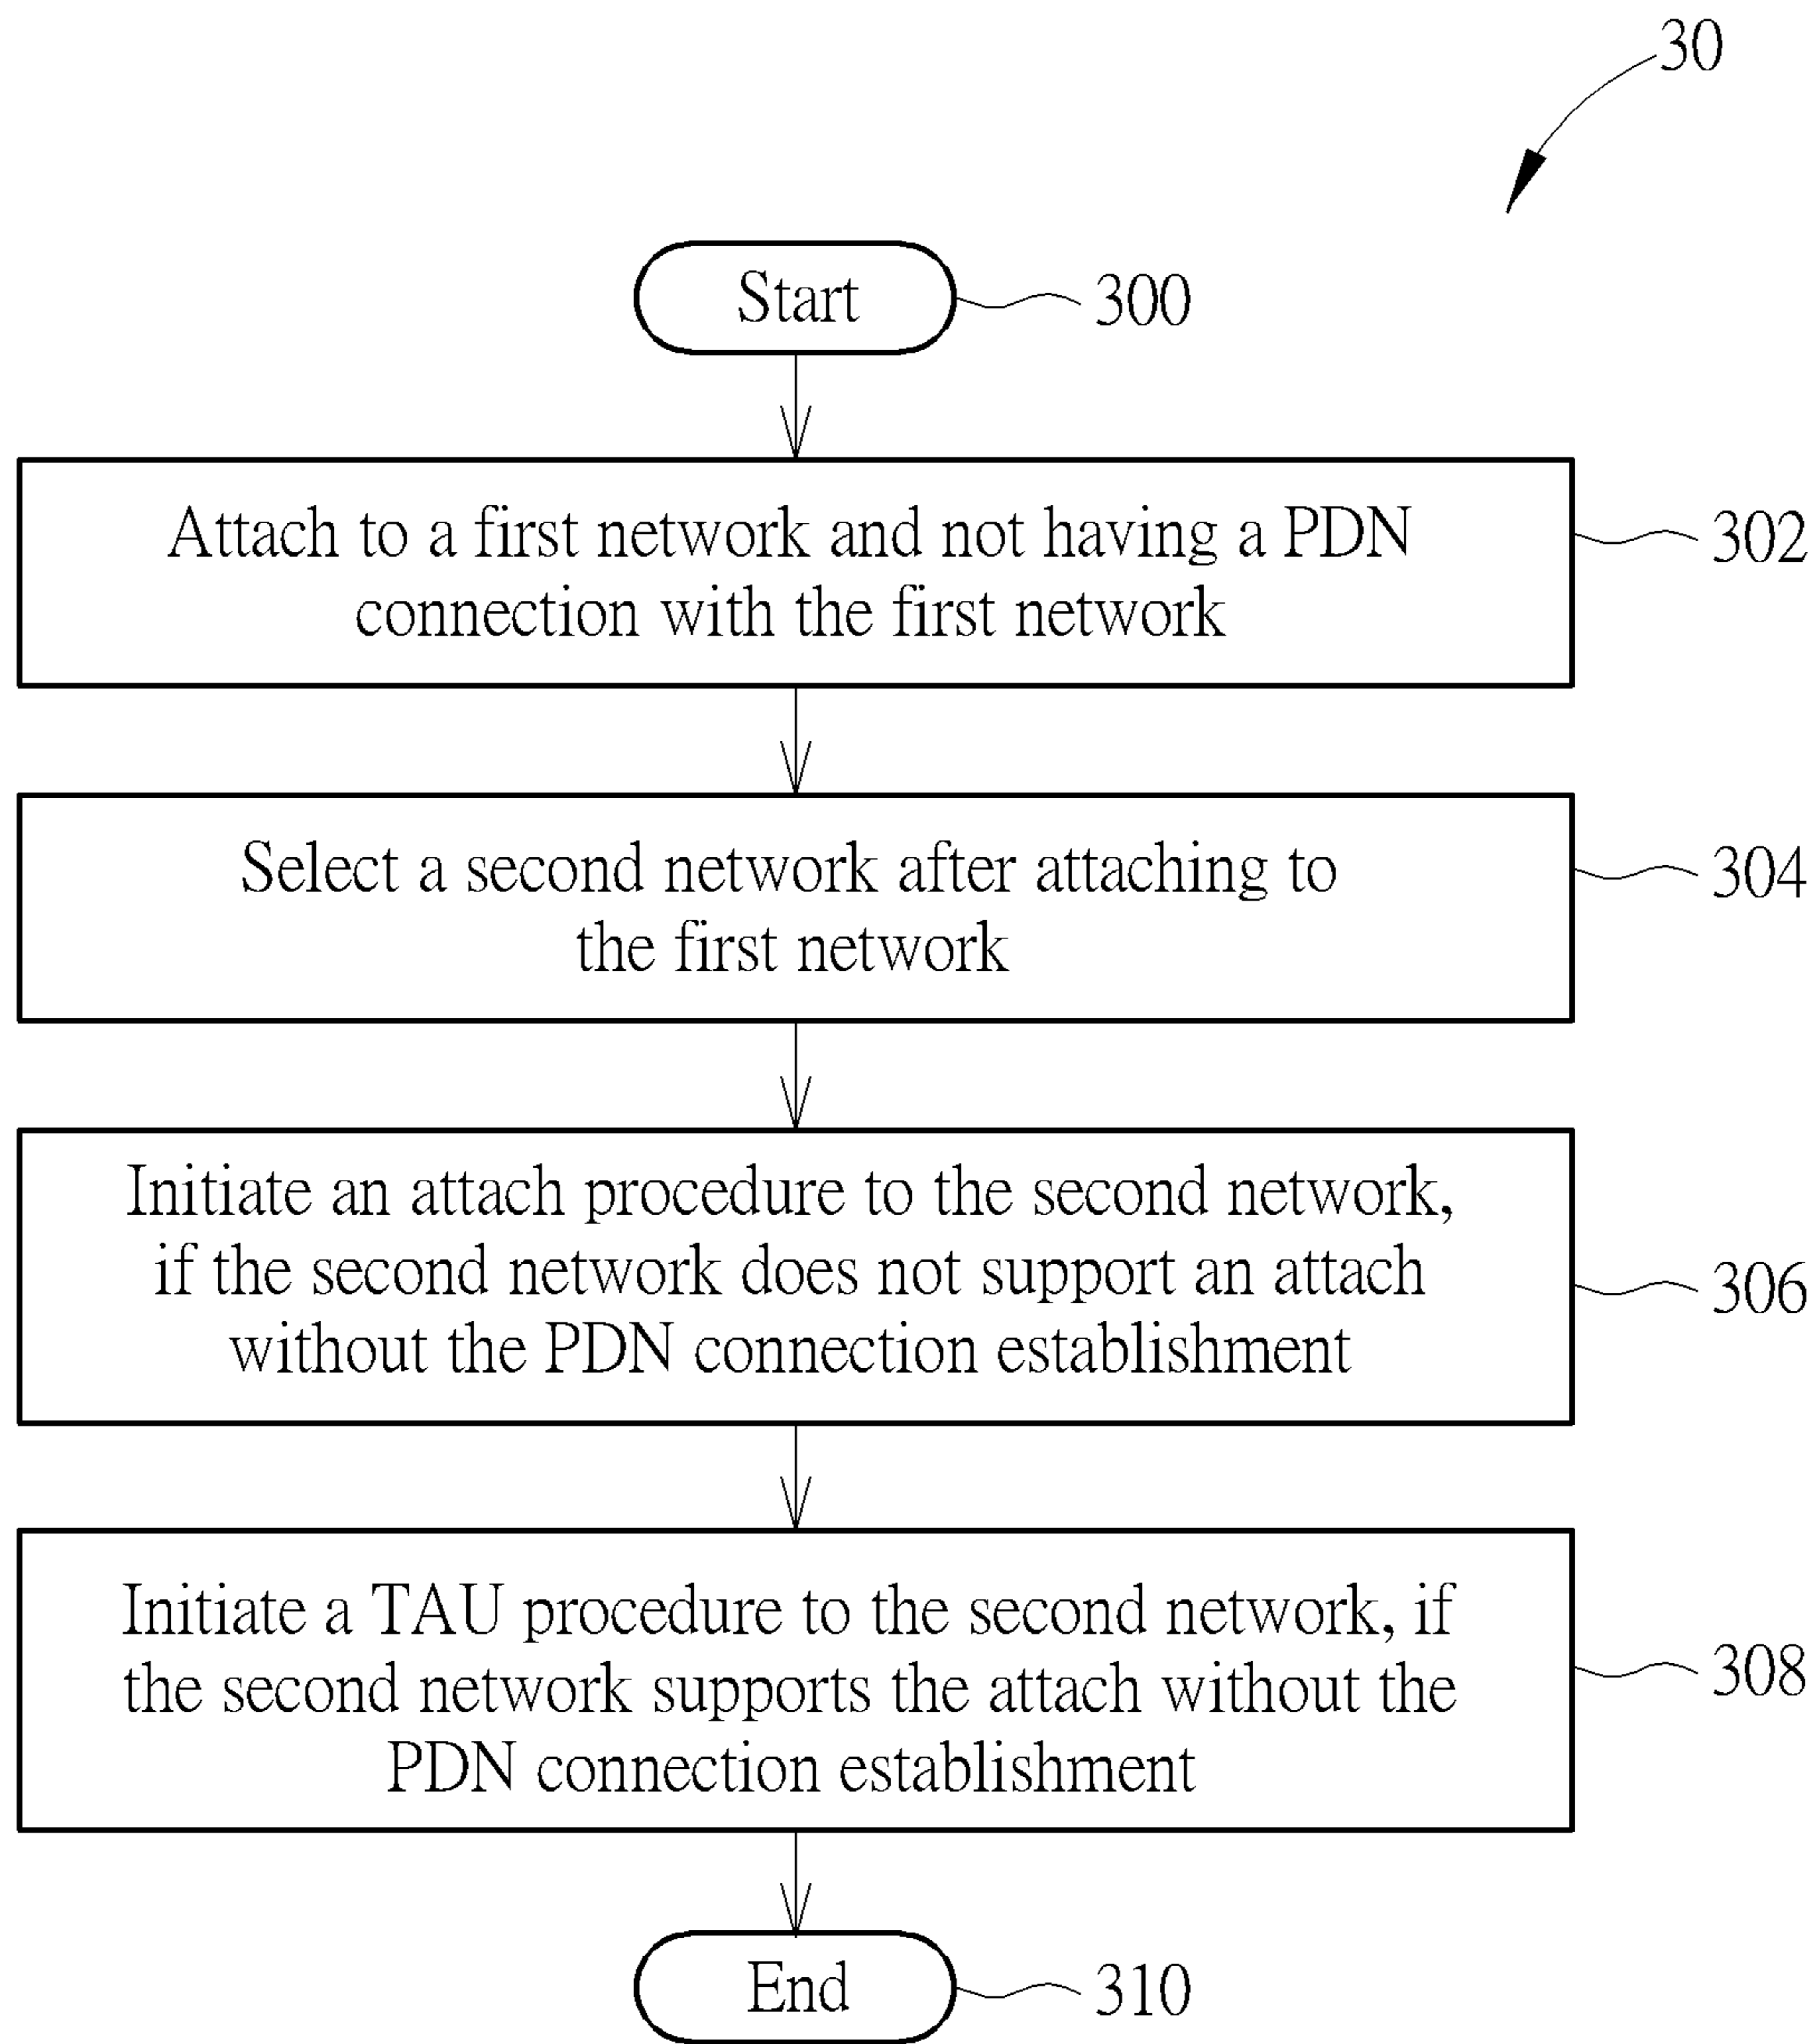 30
Start
300
Attach to a first network and not having a PDN
connection with the first network
302
Select a second network after attaching to
the first network
304
Initiate an attach procedure to the second network,
if the second network does not support an attach
without the PDN connection establishment
306
Initiate a TAU procedure to the second network, if
the second network supports the attach without the
PDN connection establishment
308
End
310